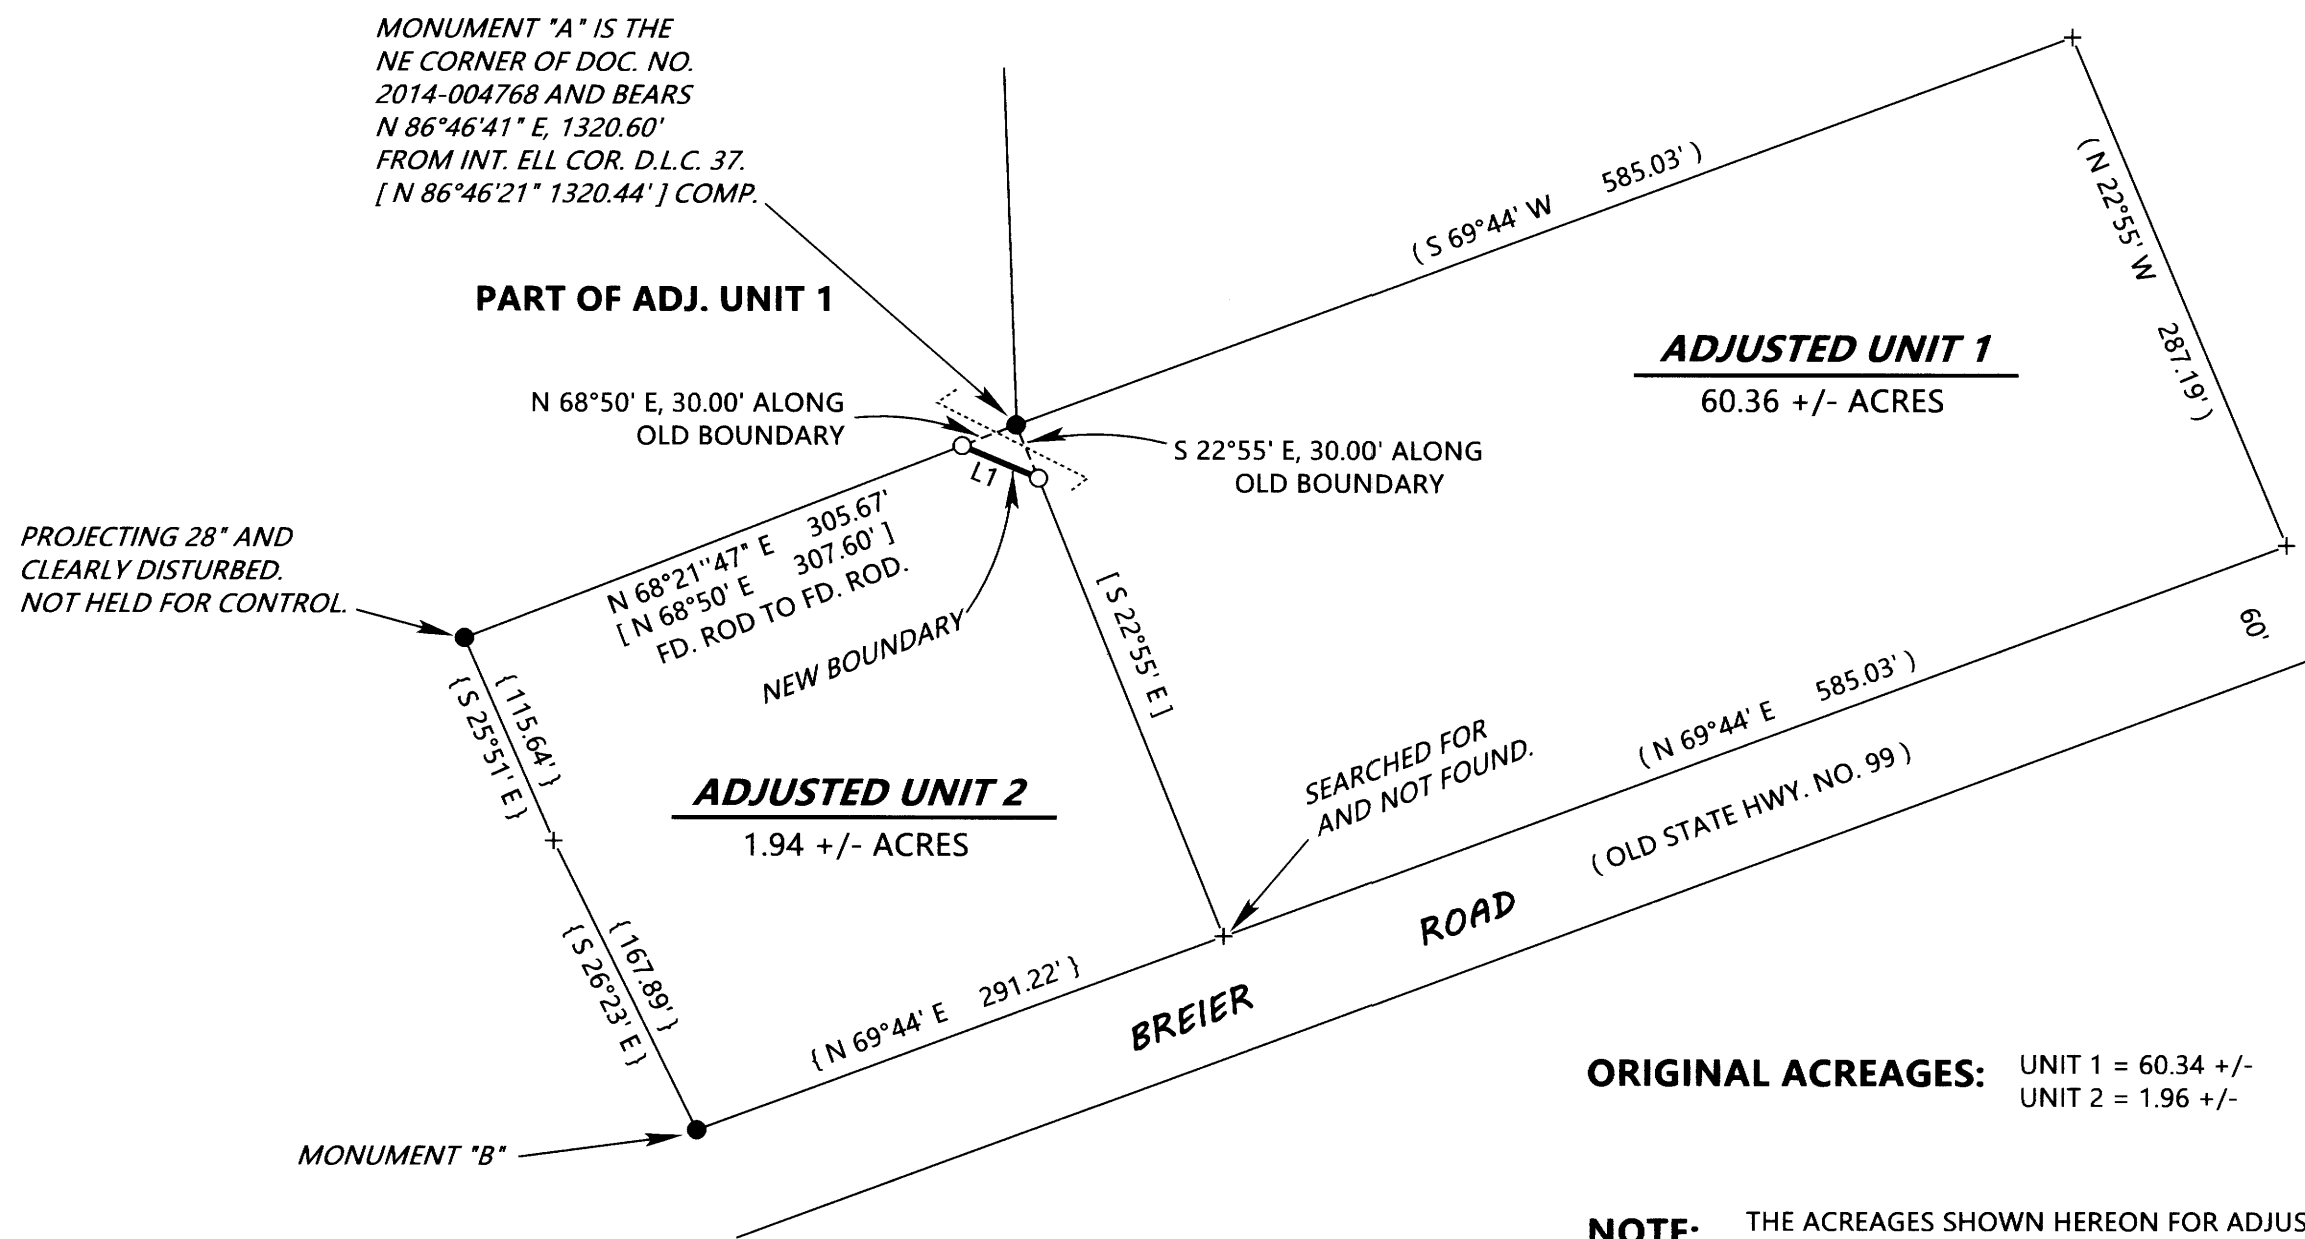 MONUMENT "A" IS THE
NE CORNER OF DOC. NO.
2014-004768 AND BEARS
N 86°46'41" E, 1320.60'
FROM INT. ELL COR. D.L.C. 37.
[ N 86°46'21" 1320.44' ] COMP.
PART OF ADJ. UNIT 1
( S 69°44' W 585.03' )
( N 22°55' W 287.19' )
ADJUSTED UNIT 1
60.36 +/- ACRES
N 68°50' E, 30.00' ALONG
OLD BOUNDARY
S 22°55' E, 30.00' ALONG
OLD BOUNDARY
L1
PROJECTING 28" AND
CLEARLY DISTURBED.
NOT HELD FOR CONTROL.
N 68°21''47" E 305.67'
[ N 68°50' E 307.60' ]
FD. ROD TO FD. ROD.
NEW BOUNDARY
[ S 22°55' E ]
{ 115.64' }
{ S 25°51' E }
ADJUSTED UNIT 2
1.94 +/- ACRES
SEARCHED FOR
AND NOT FOUND.
( N 69°44' E 585.03' )
60'
( OLD STATE HWY. NO. 99 )
BREIER ROAD
{ 167.89' }
{ S 26°23' E }
{ N 69°44' E 291.22' }
MONUMENT "B"
ORIGINAL ACREAGES: UNIT 1 = 60.34 +/-
UNIT 2 = 1.96 +/-
NOTE: THE ACREAGES SHOWN HEREON FOR ADJUS